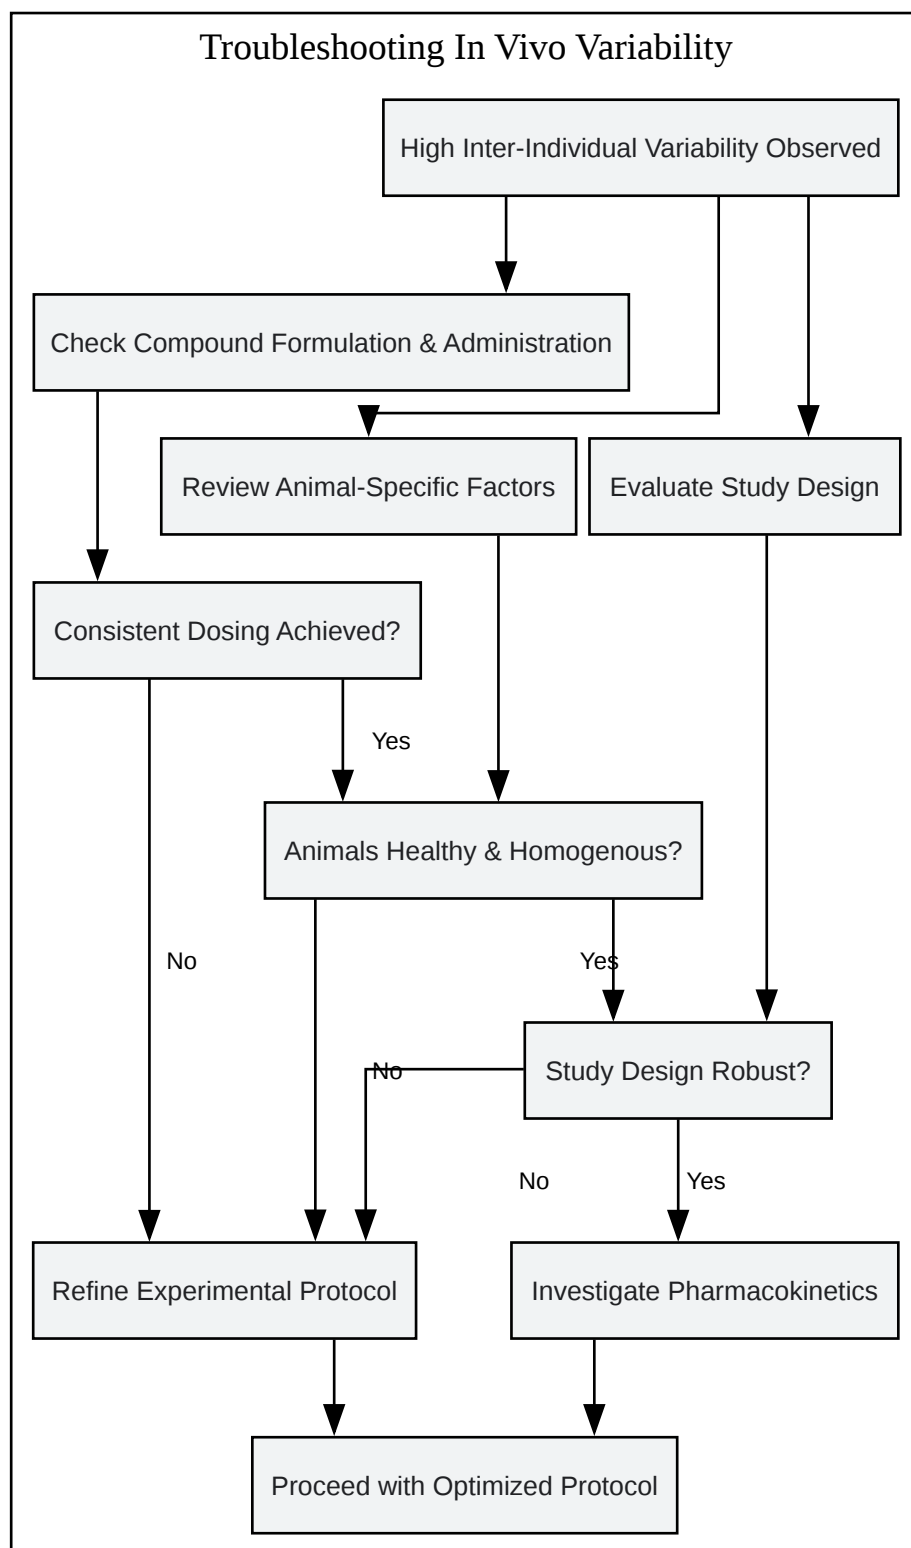 Troubleshooting In Vivo Variability
High Inter-Individual Variability Observed
Check Compound Formulation & Administration
Review Animal-Specific Factors
Evaluate Study Design
Consistent Dosing Achieved?
Yes
Animals Healthy & Homogenous?
No
Yes
No
Study Design Robust?
No
Yes
Refine Experimental Protocol
Investigate Pharmacokinetics
Proceed with Optimized Protocol